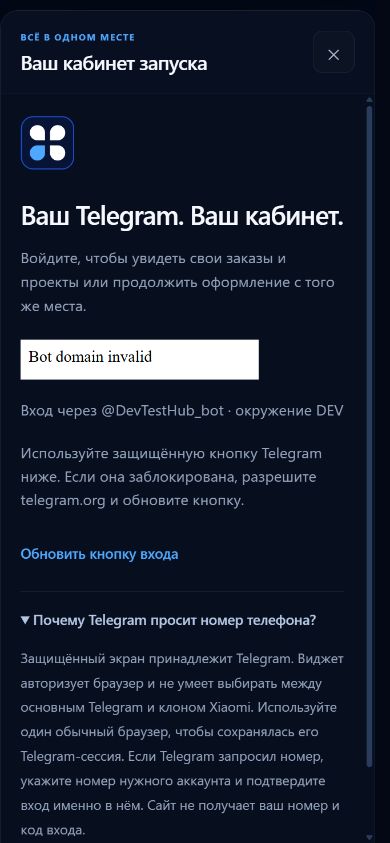 ВСЁ В ОДНОМ МЕСТЕ
Ваш кабинет запуска
Ваш Telegram. Ваш кабинет.
Войдите, чтобы увидеть свои заказы и
проекты или продолжить оформление с того
же места.
Bot domain invalid
Вход через @DevTestHub_bot · окружение DEV
Используйте защищённую кнопку Telegram
ниже. Если она заблокирована, разрешите
telegram.org и обновите кнопку.
Обновить кнопку входа
▼ Почему Telegram просит номер телефона?
Защищённый экран принадлежит Telegram. Виджет
авторизует браузер и не умеет выбирать между
основным Telegram и клоном Xiaomi. Используйте
один обычный браузер, чтобы сохранялась его
Telegram-сессия. Если Telegram запросил номер,
укажите номер нужного аккаунта и подтвердите
вход именно в нём. Сайт не получает ваш номер и
код входа.